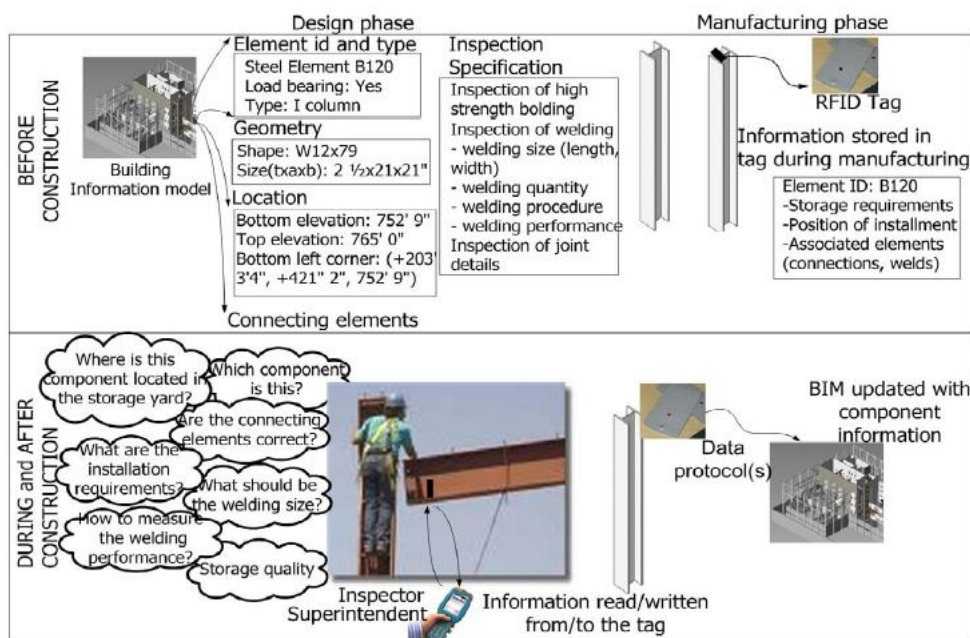 Design phase
Manufacturing phase
BEFORE
CONSTRUCTION
Building
Information model
Element id and type
Steel Element B120
Load bearing: Yes
Type: I column
Geometry
Shape: W12x79
Size(txaxb): 2 ½x21x21"
Location
Bottom elevation: 752' 9"
Top elevation: 765' 0"
Bottom left corner: (+203'
3'4", +421" 2", 752' 9")
Connecting elements
Inspection
Specification
Inspection of high
strength bolding
Inspection of welding
- welding size (length,
width)
- welding quantity
- welding procedure
- welding performance
Inspection of joint
details
RFID Tag
Information stored in
tag during manufacturing
Element ID: B120
-Storage requirements
-Position of installment
-Associated elements
(connections, welds)
DURING and AFTER
CONSTRUCTION
Where is this
component located in
the storage yard?
Which component
is this?
Are the connecting
elements correct?
What are the
installation
requirements?
What should be
the welding size?
How to measure
the welding
performance?
Storage quality
Inspector
Superintendent
Information read/written
from/to the tag
Data
protocol(s)
BIM updated with
component
information